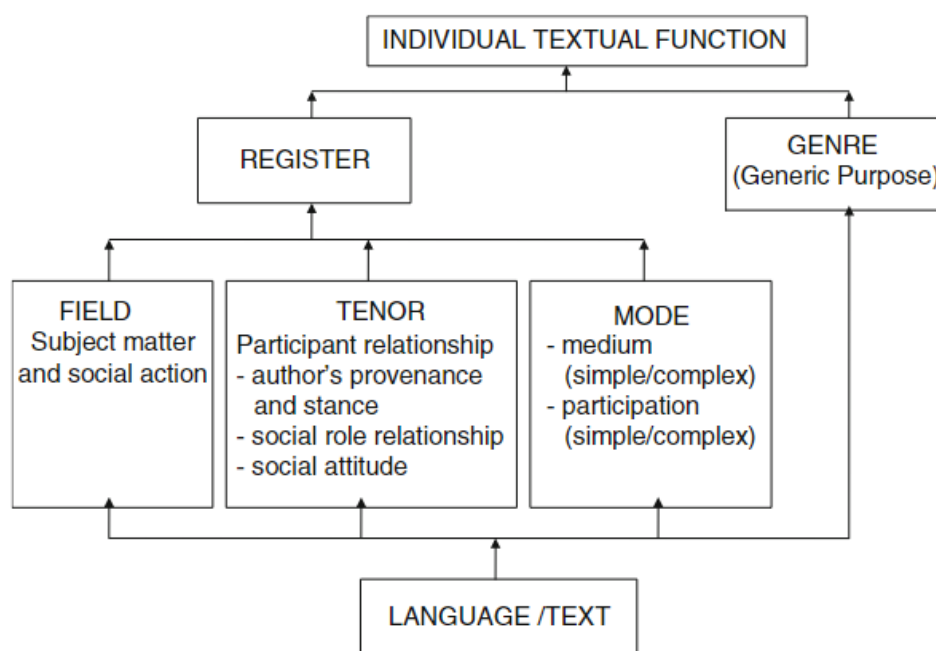 INDIVIDUAL TEXTUAL FUNCTION
REGISTER
GENRE
(Generic Purpose)
FIELD
Subject matter
and social action
TENOR
Participant relationship
- author's provenance
and stance
- social role relationship
- social attitude
MODE
- medium
(simple/complex)
- participation
(simple/complex)
LANGUAGE /TEXT